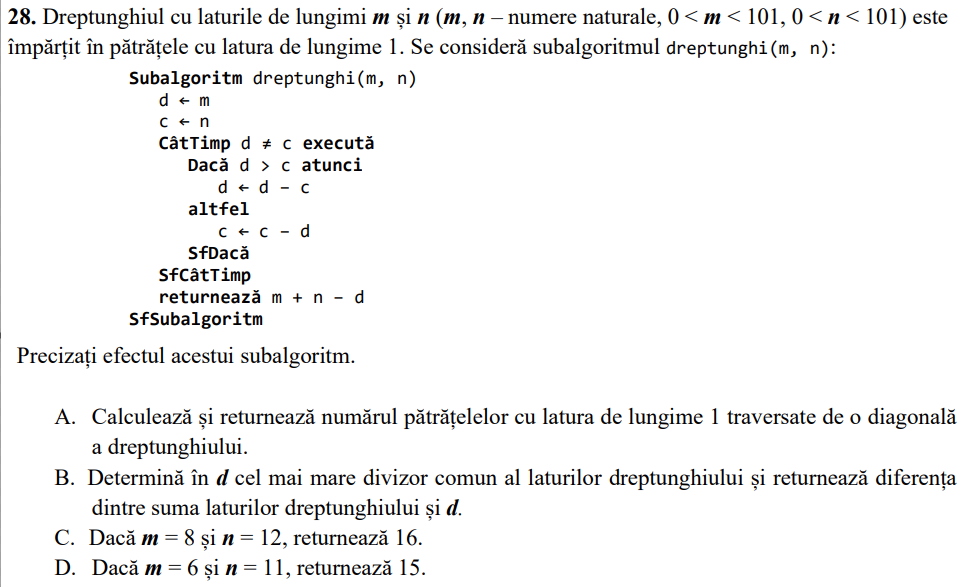 28. Dreptunghiul cu laturile de lungimi m și n (m, n – numere naturale, 0 < m < 101, 0 < n < 101) este
împărțit în pătrățele cu latura de lungime 1. Se consideră subalgoritmul dreptunghi(m, n):
Subalgoritm dreptunghi(m, n)
d ← m
c ← n
CâtTimp d ≠ c execută
Dacă d > c atunci
d ← d - c
altfel
c ← c - d
SfDacă
SfCâtTimp
returnează m + n - d
SfSubalgoritm
Precizați efectul acestui subalgoritm.
A. Calculează și returnează numărul pătrățelelor cu latura de lungime 1 traversate de o diagonală
a dreptunghiului.
B. Determină în d cel mai mare divizor comun al laturilor dreptunghiului și returnează diferența
dintre suma laturilor dreptunghiului și d.
C. Dacă m = 8 și n = 12, returnează 16.
D. Dacă m = 6 și n = 11, returnează 15.